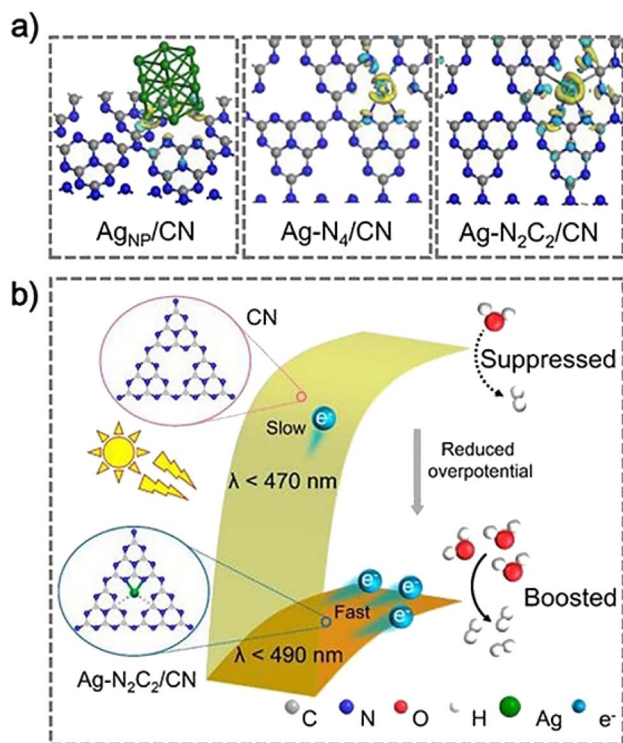 a)
Ag_NP/CN
Ag-N₄/CN
Ag-N₂C₂/CN
b)
CN
Suppressed
e⁻
Slow
Reduced
overpotential
λ < 470 nm
e⁻
e⁻
e⁻
Fast
Boosted
λ < 490 nm
Ag-N₂C₂/CN
C N O H Ag e⁻